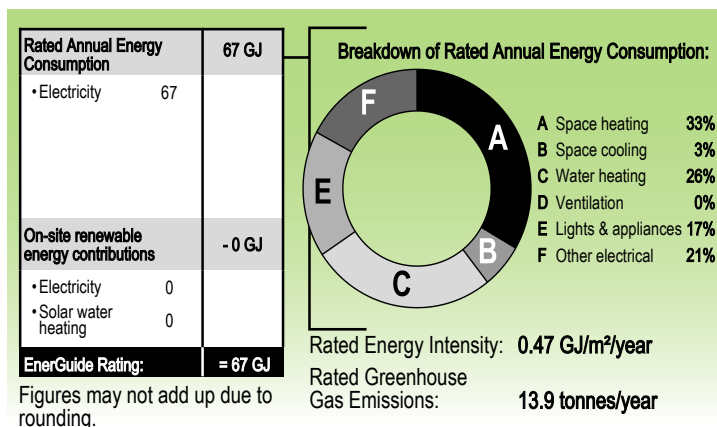 Rated Annual Energy
Consumption
67 GJ
• Electricity 67
On-site renewable
energy contributions
- 0 GJ
• Electricity 0
• Solar water
heating
0
EnerGuide Rating: = 67 GJ
Figures may not add up due to
rounding.
Breakdown of Rated Annual Energy Consumption:
A
B
C
E
F
A Space heating 33%
B Space cooling 3%
C Water heating 26%
D Ventilation 0%
E Lights & appliances 17%
F Other electrical 21%
Rated Energy Intensity: 0.47 GJ/m²/year
Rated Greenhouse
Gas Emissions: 13.9 tonnes/year